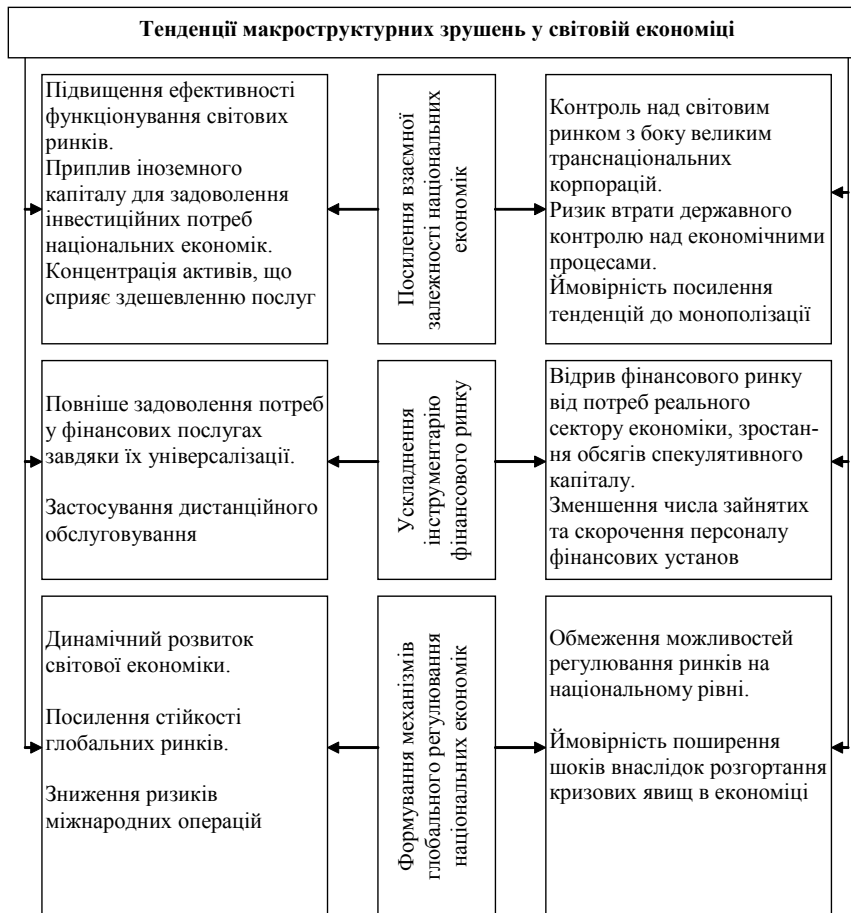 Тенденції макроструктурних зрушень у світовій економіці
Підвищення ефективності
функціонування світових
ринків.
Приплив іноземного
капіталу для задоволення
інвестиційних потреб
національних економік.
Концентрація активів, що
сприяє здешевленню послуг
Посилення взаємної
залежності національних
економік
Контроль над світовим
ринком з боку великим
транснаціональних
корпорацій.
Ризик втрати державного
контролю над економічними
процесами.
Ймовірність посилення
тенденцій до монополізації
Повніше задоволення потреб
у фінансових послугах
завдяки їх універсалізації.
Застосування дистанційного
обслуговування
Ускладнення
інструментарію
фінансового ринку
Відрив фінансового ринку
від потреб реального
сектору економіки, зростан-
ня обсягів спекулятивного
капіталу.
Зменшення числа зайнятих
та скорочення персоналу
фінансових установ
Динамічний розвиток
світової економіки.
Посилення стійкості
глобальних ринків.
Зниження ризиків
міжнародних операцій
Формування механізмів
глобального регулювання
національних економік
Обмеження можливостей
регулювання ринків на
національному рівні.
Ймовірність поширення
шоків внаслідок розгортання
кризових явищ в економіці